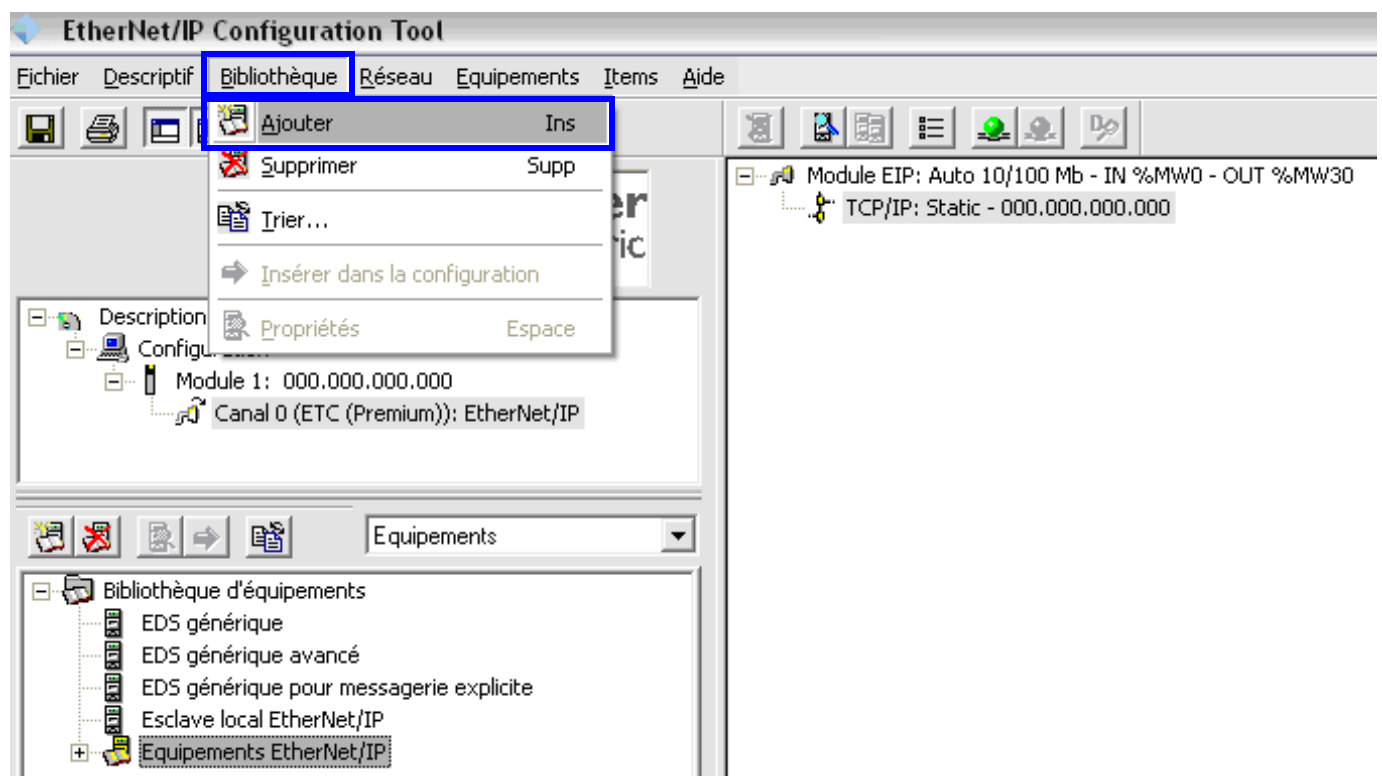 EtherNet/IP Configuration Tool
Fichier Descriptif Bibliothèque Réseau Equipements Items Aide
Ajouter Ins
Supprimer Supp
Trier...
Insérer dans la configuration
Propriétés Espace
er
ric
Description
Module 1: 000.000.000.000
Canal 0 (ETC (Premium)): EtherNet/IP
Equipements
Bibliothèque d'équipements
EDS générique
EDS générique avancé
EDS générique pour messagerie explicite
Esclave local EtherNet/IP
Equipements EtherNet/IP
Module EIP: Auto 10/100 Mb - IN %MW0 - OUT %MW30
TCP/IP: Static - 000.000.000.000